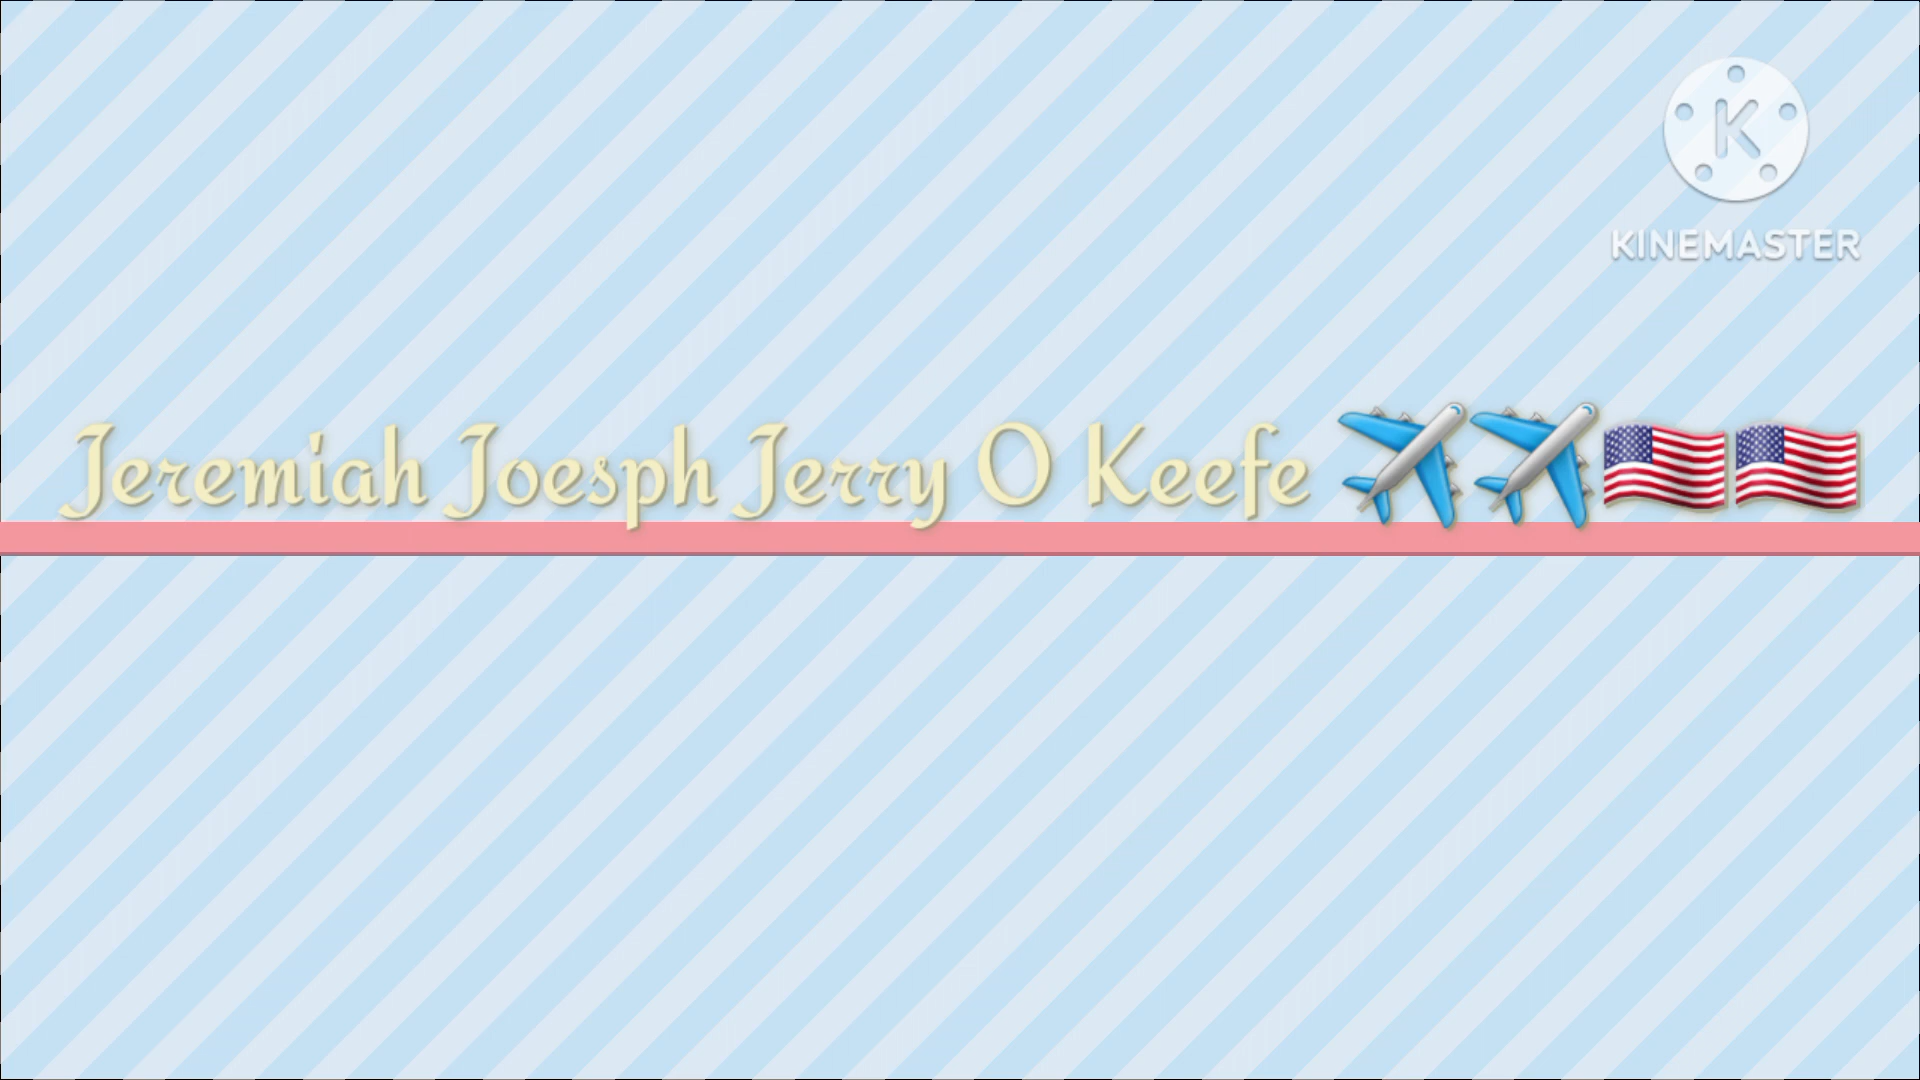 K
KINEMASTER
Jeremiah Joesph Jerry O Keefe ✈️✈️🇺🇸🇺🇸